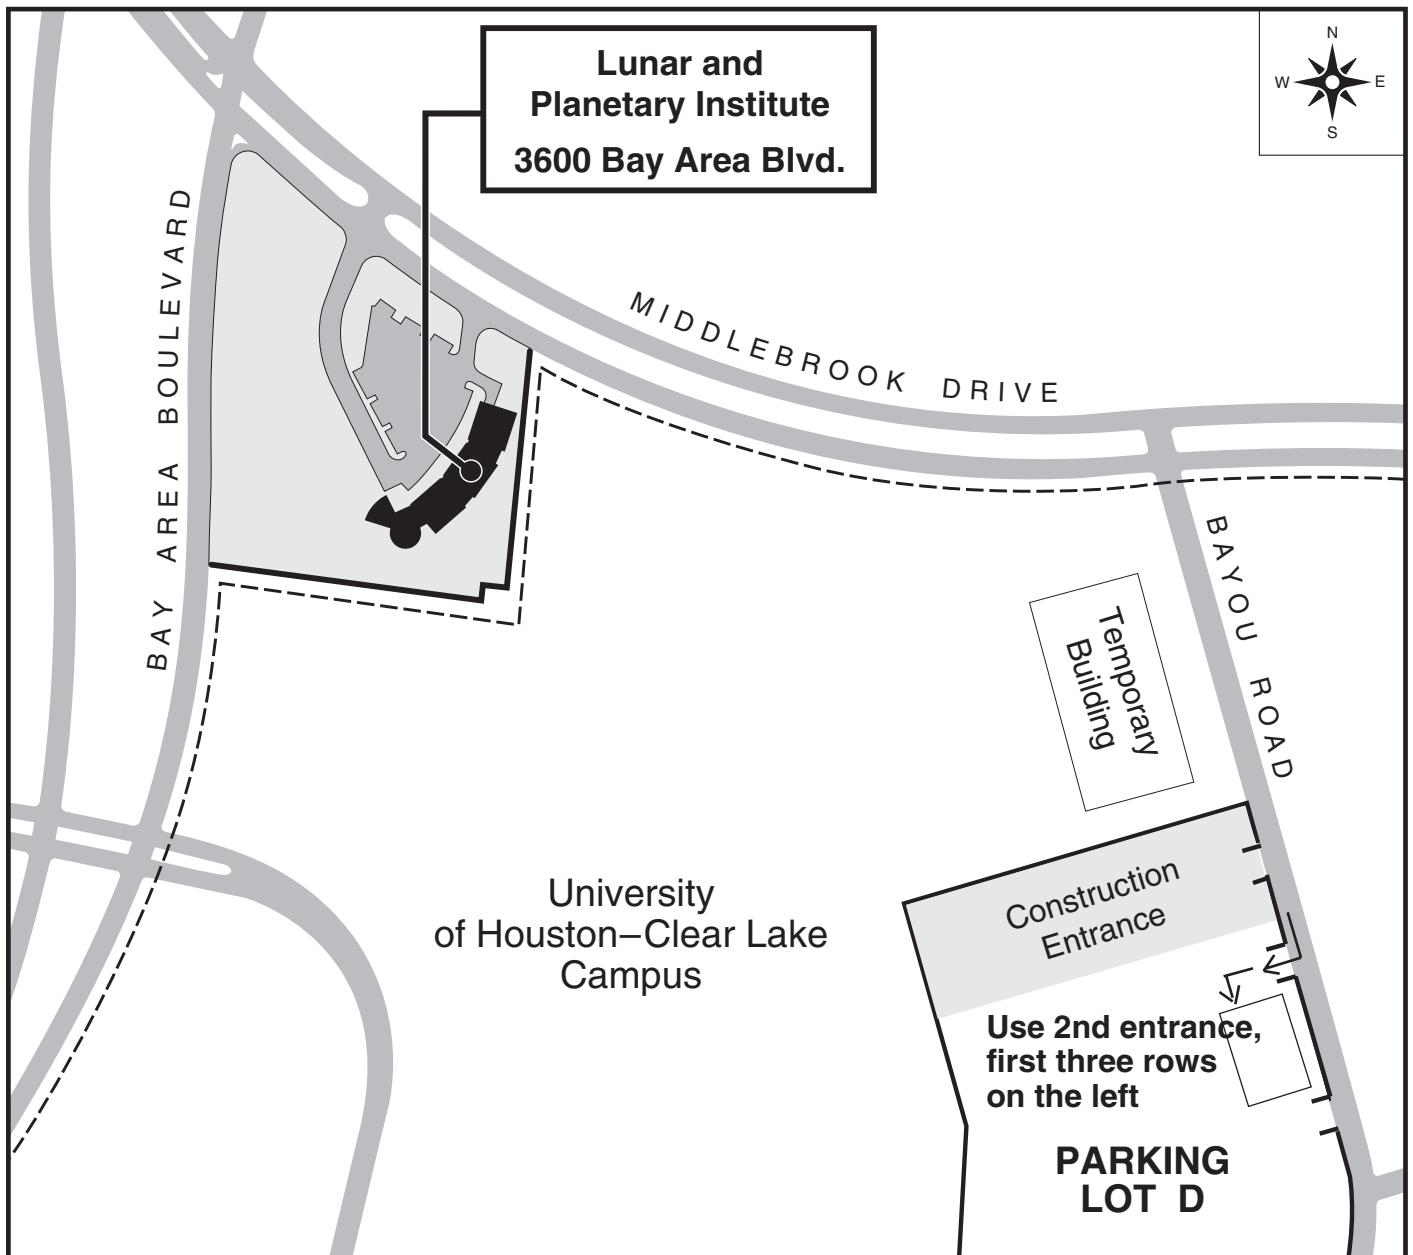 Lunar and
Planetary Institute
3600 Bay Area Blvd.
N
W
E
S
BAY AREA BOULEVARD
MIDDLEBROOK DRIVE
BAYOU ROAD
Temporary
Building
Construction
Entrance
University
of Houston–Clear Lake
Campus
Use 2nd entrance,
first three rows
on the left
PARKING
LOT D